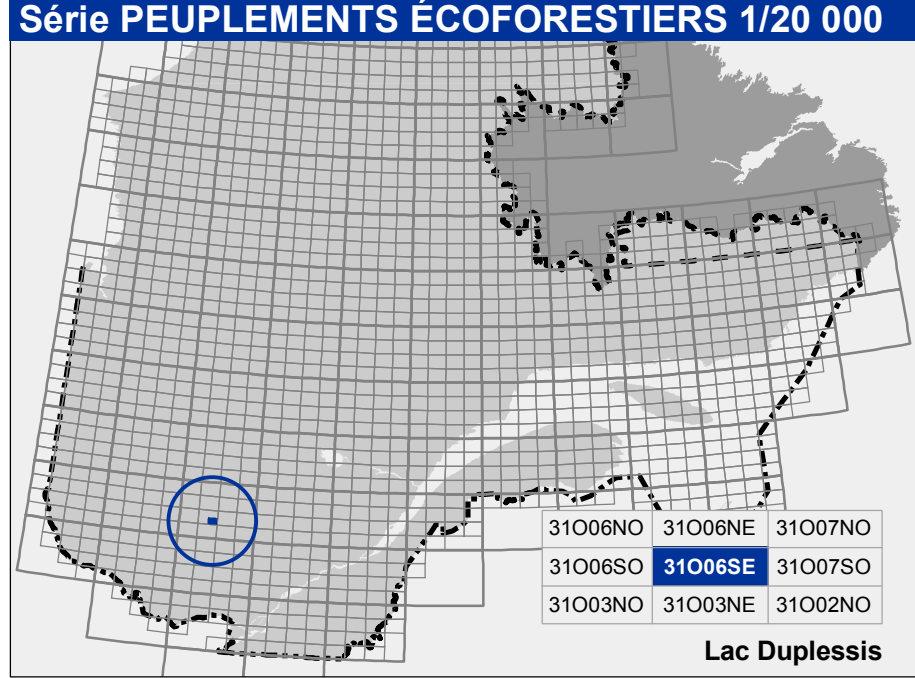 Série PEUPLEMENTS ÉCOFORESTIERS 1/20 000
31O06NO 31O06NE 31O07NO
31O06SO 31O06SE 31O07SO
31O03NO 31O03NE 31O02NO
Lac Duplessis